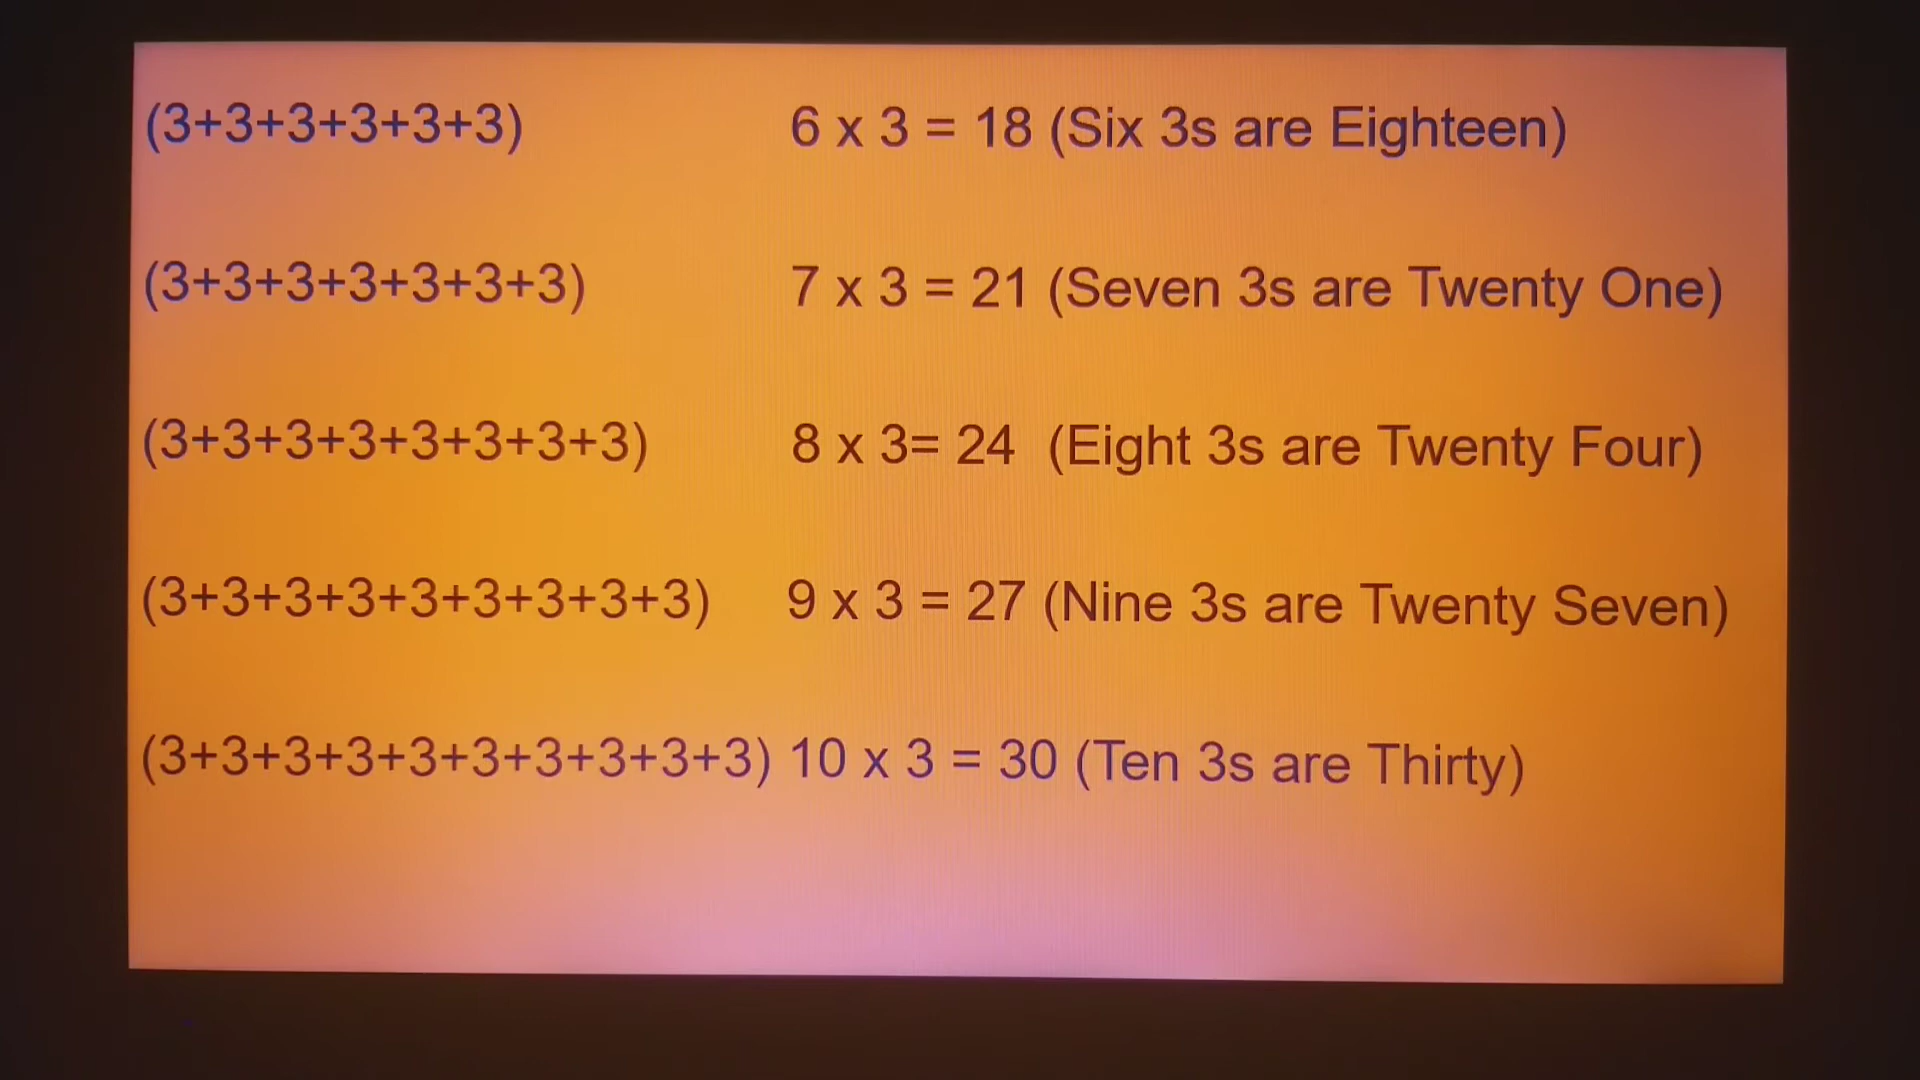 (3+3+3+3+3+3) 6 x 3 = 18 (Six 3s are Eighteen)
(3+3+3+3+3+3+3) 7 x 3 = 21 (Seven 3s are Twenty One)
(3+3+3+3+3+3+3+3) 8 x 3= 24 (Eight 3s are Twenty Four)
(3+3+3+3+3+3+3+3+3) 9 x 3 = 27 (Nine 3s are Twenty Seven)
(3+3+3+3+3+3+3+3+3+3) 10 x 3 = 30 (Ten 3s are Thirty)